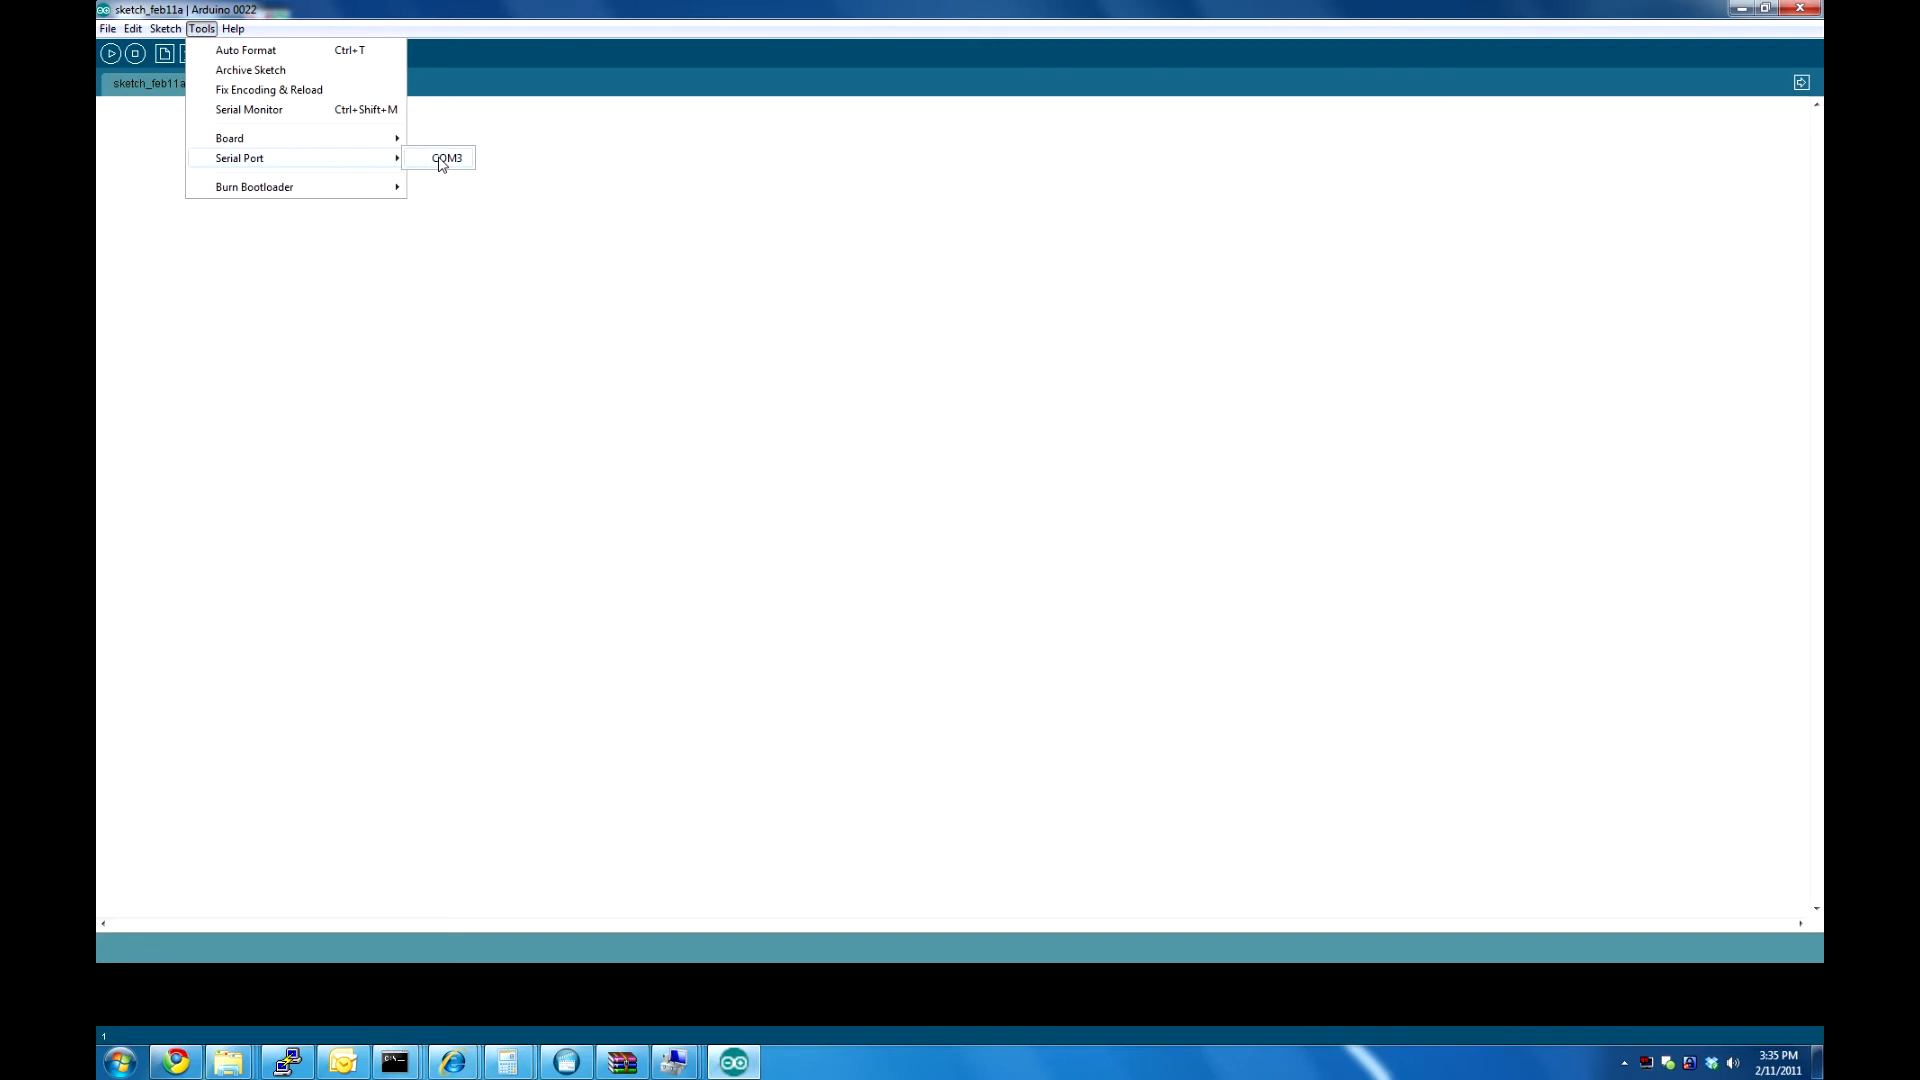 sketch_feb11a | Arduino 0022
File Edit Sketch Tools Help
Auto Format Ctrl+T
Archive Sketch
sketch_feb11a
Fix Encoding & Reload
Serial Monitor Ctrl+Shift+M
Board
Serial Port COM3
Burn Bootloader
1
3:35 PM
2/11/2011